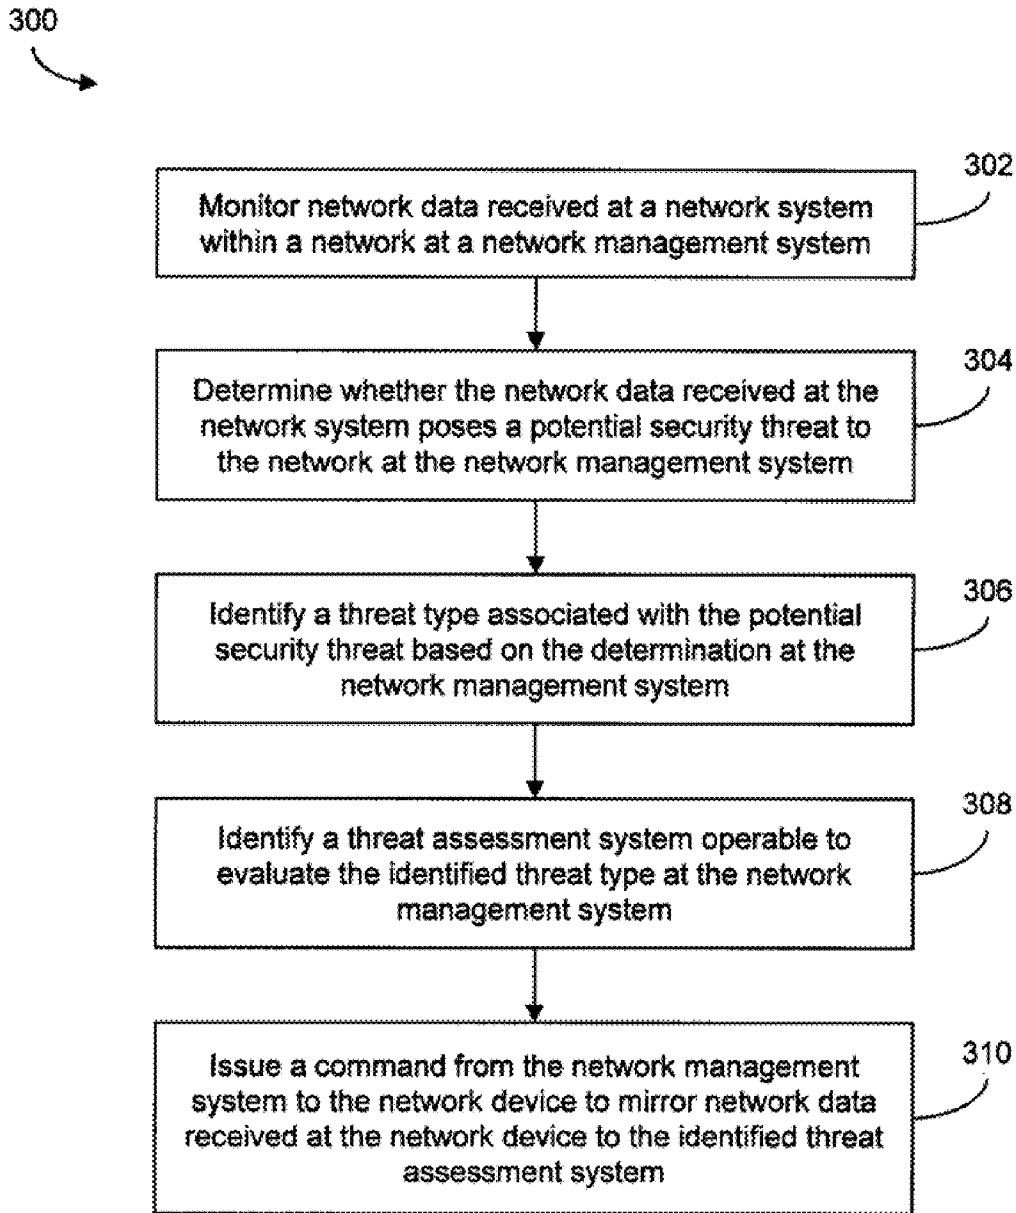 300
302
Monitor network data received at a network system
within a network at a network management system
304
Determine whether the network data received at the
network system poses a potential security threat to
the network at the network management system
306
Identify a threat type associated with the potential
security threat based on the determination at the
network management system
308
Identify a threat assessment system operable to
evaluate the identified threat type at the network
management system
310
Issue a command from the network management
system to the network device to mirror network data
received at the network device to the identified threat
assessment system